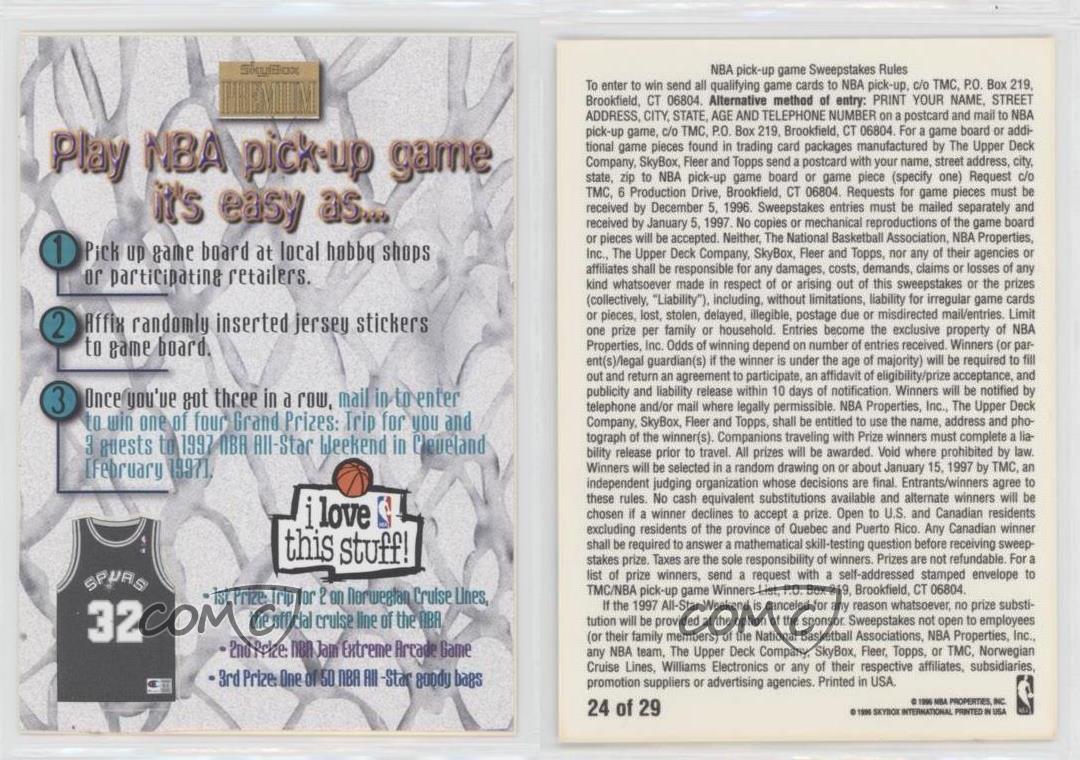 SkyBox
PREMIUM
Play NBA pick-up game
it's easy as...
1
Pick up game board at local hobby shops
or participating retailers.
2
Affix randomly inserted jersey stickers
to game board.
3
Once you've got three in a row, mail in to enter
to win one of four Grand Prizes: Trip for you and
3 guests to 1997 NBA All-Star Weekend in Cleveland
[February 1997].
i love
this stuff!
SPURS
32
• 1st Prize: Trip for 2 on Norwegian Cruise Lines,
the official cruise line of the NBA
• 2nd Prize: NBA Jam Extreme Arcade Game
• 3rd Prize: One of 50 NBA All-Star goody bags
COMC
NBA pick-up game Sweepstakes Rules
To enter to win send all qualifying game cards to NBA pick-up, c/o TMC, P.O. Box 219,
Brookfield, CT 06804. Alternative method of entry: PRINT YOUR NAME, STREET
ADDRESS, CITY, STATE, AGE AND TELEPHONE NUMBER on a postcard and mail to NBA
pick-up game, c/o TMC, P.O. Box 219, Brookfield, CT 06804. For a game board or addi-
tional game pieces found in trading card packages manufactured by The Upper Deck
Company, SkyBox, Fleer and Topps send a postcard with your name, street address, city,
state, zip to NBA pick-up game board or game piece (specify one) Request c/o
TMC, 6 Production Drive, Brookfield, CT 06804. Requests for game pieces must be
received by December 5, 1996. Sweepstakes entries must be mailed separately and
received by January 5, 1997. No copies or mechanical reproductions of the game board
or pieces will be accepted. Neither, The National Basketball Association, NBA Properties,
Inc., The Upper Deck Company, SkyBox, Fleer and Topps, nor any of their agencies or
affiliates shall be responsible for any damages, costs, demands, claims or losses of any
kind whatsoever made in respect of or arising out of this sweepstakes or the prizes
(collectively, "Liability"), including, without limitations, liability for irregular game cards
or pieces, lost, stolen, delayed, illegible, postage due or misdirected mail/entries. Limit
one prize per family or household. Entries become the exclusive property of NBA
Properties, Inc. Odds of winning depend on number of entries received. Winners (or par-
ent(s)/legal guardian(s) if the winner is under the age of majority) will be required to fill
out and return an agreement to participate, an affidavit of eligibility/prize acceptance, and
publicity and liability release within 10 days of notification. Winners will be notified by
telephone and/or mail where legally permissible. NBA Properties, Inc., The Upper Deck
Company, SkyBox, Fleer and Topps, shall be entitled to use the name, address and pho-
tograph of the winner(s). Companions traveling with Prize winners must complete a lia-
bility release prior to travel. All prizes will be awarded. Void where prohibited by law.
Winners will be selected in a random drawing on or about January 15, 1997 by TMC, an
independent judging organization whose decisions are final. Entrants/winners agree to
these rules. No cash equivalent substitutions available and alternate winners will be
chosen if a winner declines to accept a prize. Open to U.S. and Canadian residents
excluding residents of the province of Quebec and Puerto Rico. Any Canadian winner
shall be required to answer a mathematical skill-testing question before receiving sweep-
stakes prize. Taxes are the sole responsibility of winners. Prizes are not refundable. For a
list of prize winners, send a request with a self-addressed stamped envelope to
TMC/NBA pick-up game Winners List, P.O. Box 219, Brookfield, CT 06804.
If the 1997 All-Star Weekend is canceled for any reason whatsoever, no prize substi-
tution will be provided at the option of sponsor. Sweepstakes not open to employees
(or their family members) of the National Basketball Associations, NBA Properties, Inc.,
any NBA team, The Upper Deck Company, SkyBox, Fleer, Topps, or TMC, Norwegian
Cruise Lines, Williams Electronics or any of their respective affiliates, subsidiaries,
promotion suppliers or advertising agencies. Printed in USA.
24 of 29
© 1996 NBA PROPERTIES, INC.
© 1996 SKYBOX INTERNATIONAL PRINTED IN USA
COMC